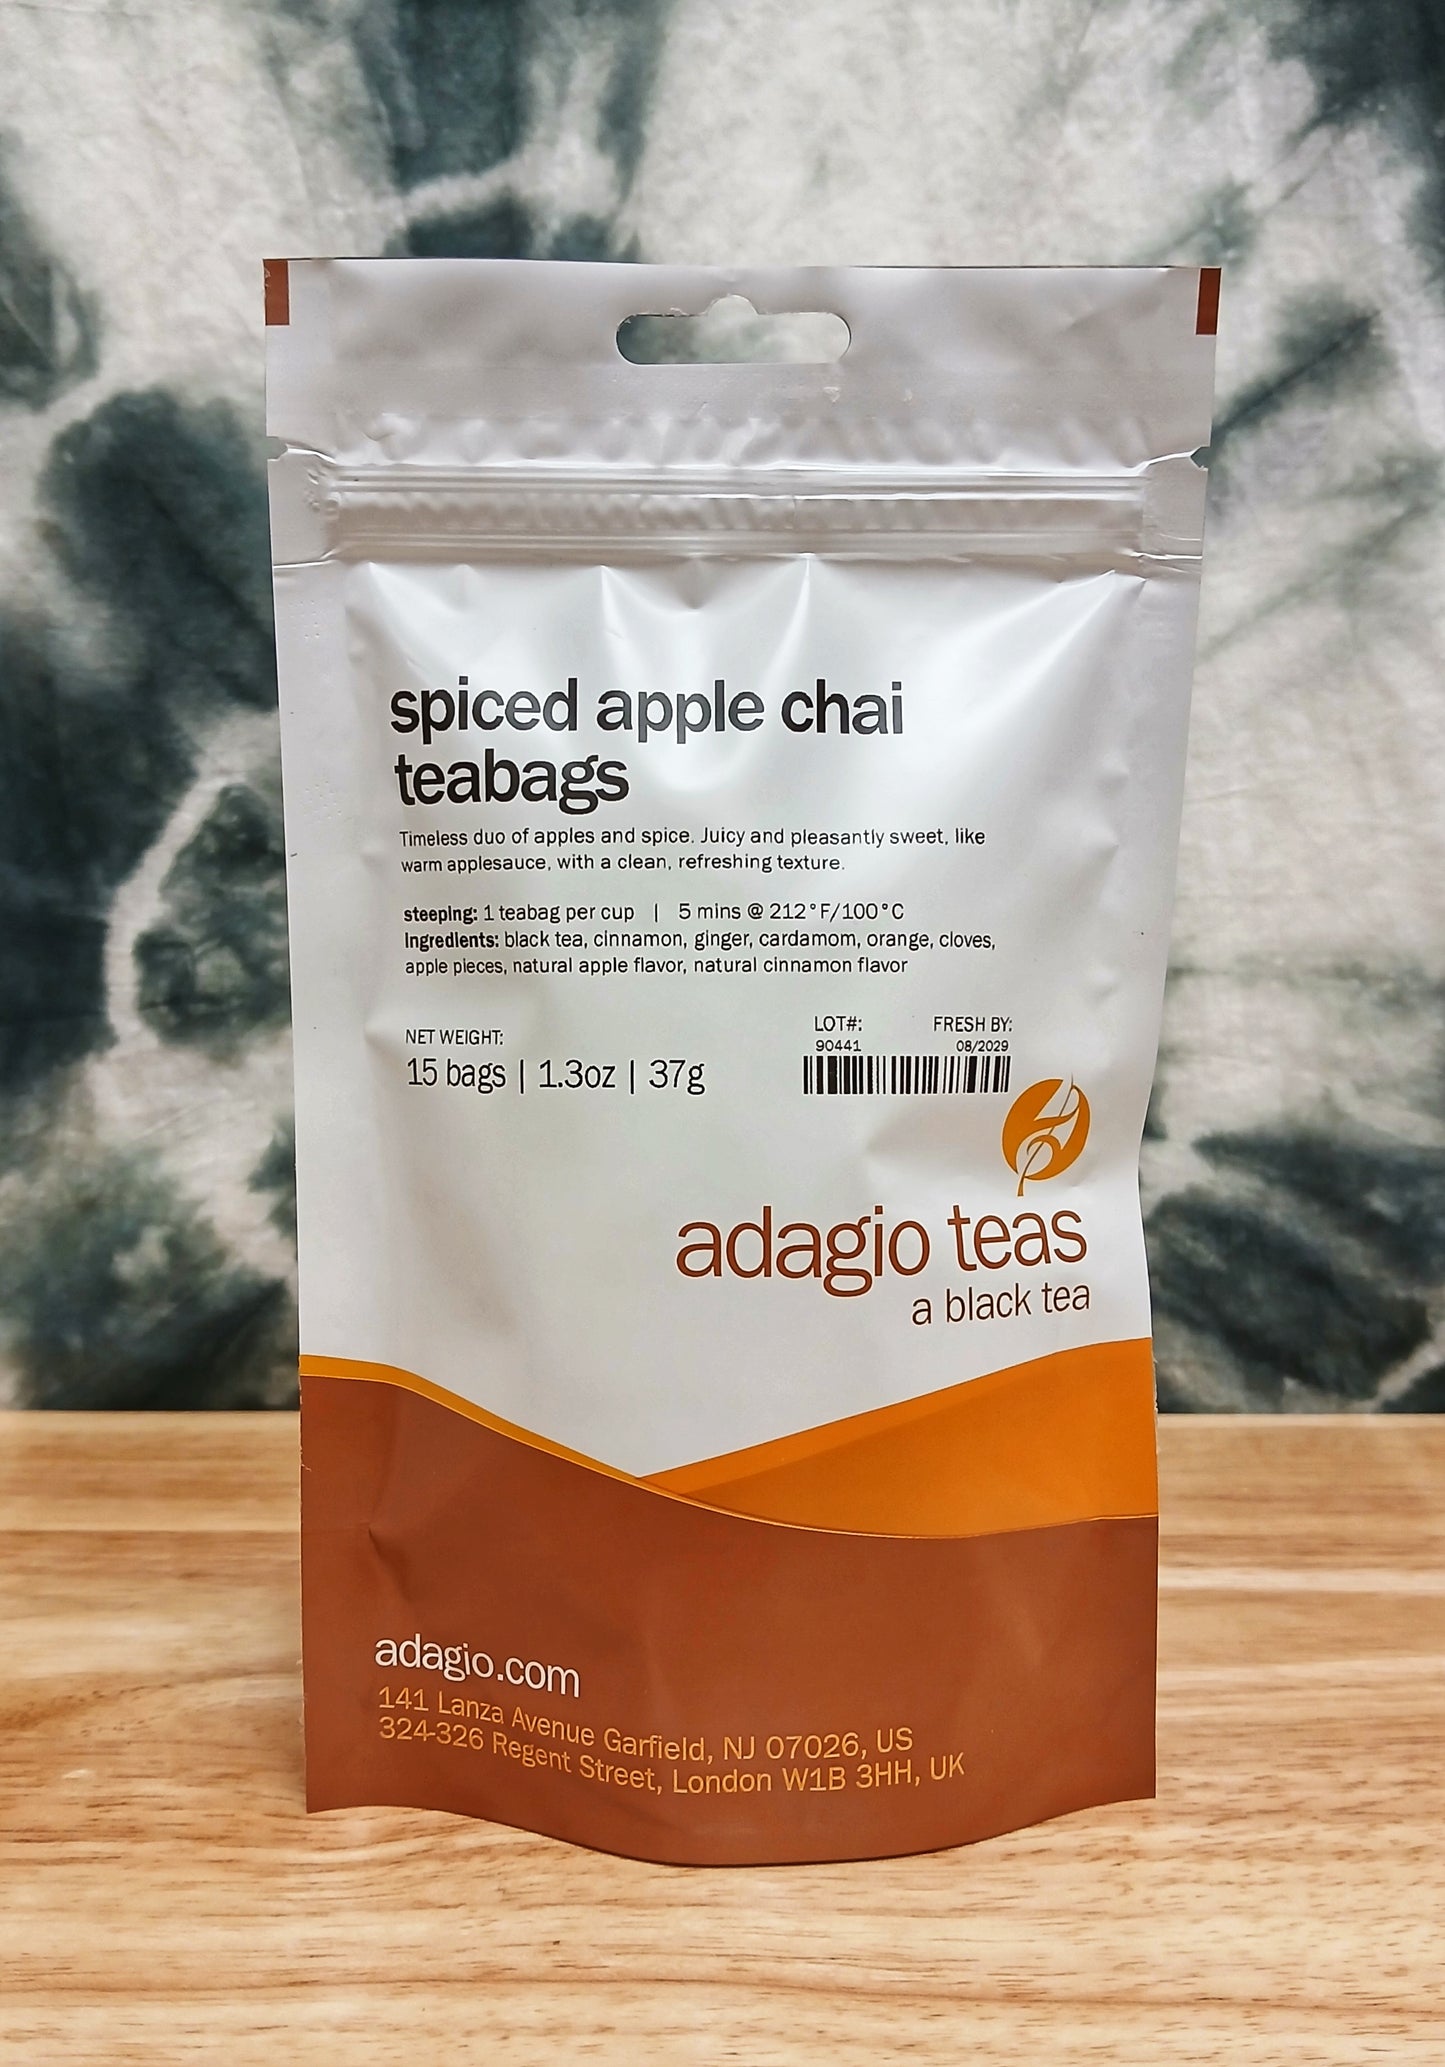 spiced apple chai
teabags
Timeless duo of apples and spice. Juicy and pleasantly sweet, like
warm applesauce, with a clean, refreshing texture.
steeping: 1 teabag per cup | 5 mins @ 212°F/100°C
Ingredients: black tea, cinnamon, ginger, cardamom, orange, cloves,
apple pieces, natural apple flavor, natural cinnamon flavor
NET WEIGHT:
15 bags | 1.3oz | 37g
LOT#: FRESH BY:
90441 08/2029
adagio teas
a black tea
adagio.com
141 Lanza Avenue Garfield, NJ 07026, US
324-326 Regent Street, London W1B 3HH, UK